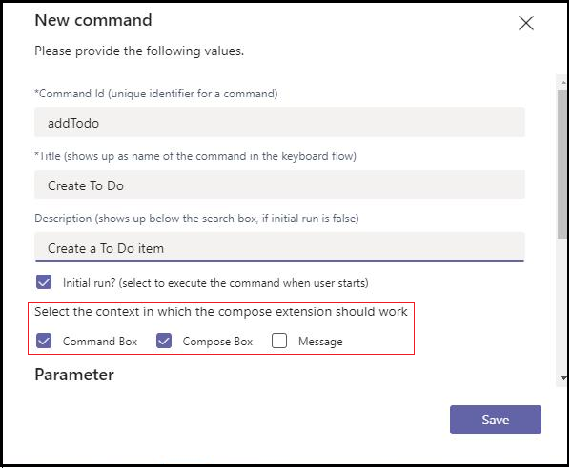 New command
Please provide the following values.
*Command Id (unique identifier for a command)
addTodo
*Title (shows up as name of the command in the keyboard flow)
Create To Do
Description (shows up below the search box, if initial run is false)
Create a To Do item
Initial run? (select to execute the command when user starts)
Select the context in which the compose extension should work
Command Box Compose Box Message
Parameter
Save